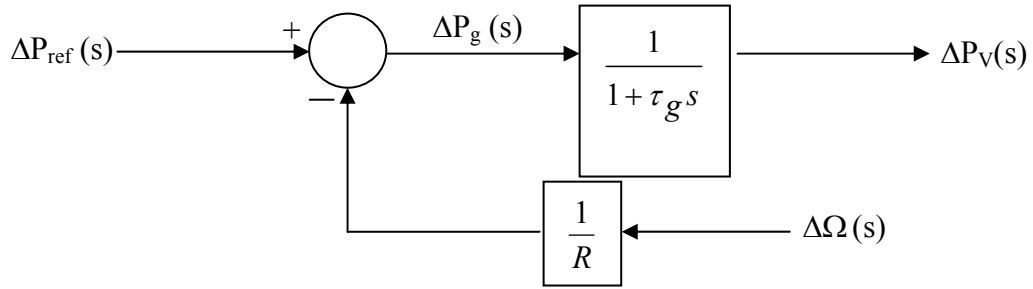 +
ΔP_ref (s)
ΔP_g (s)
1
1 + τ_g s
ΔP_V(s)
−
1
R
ΔΩ (s)